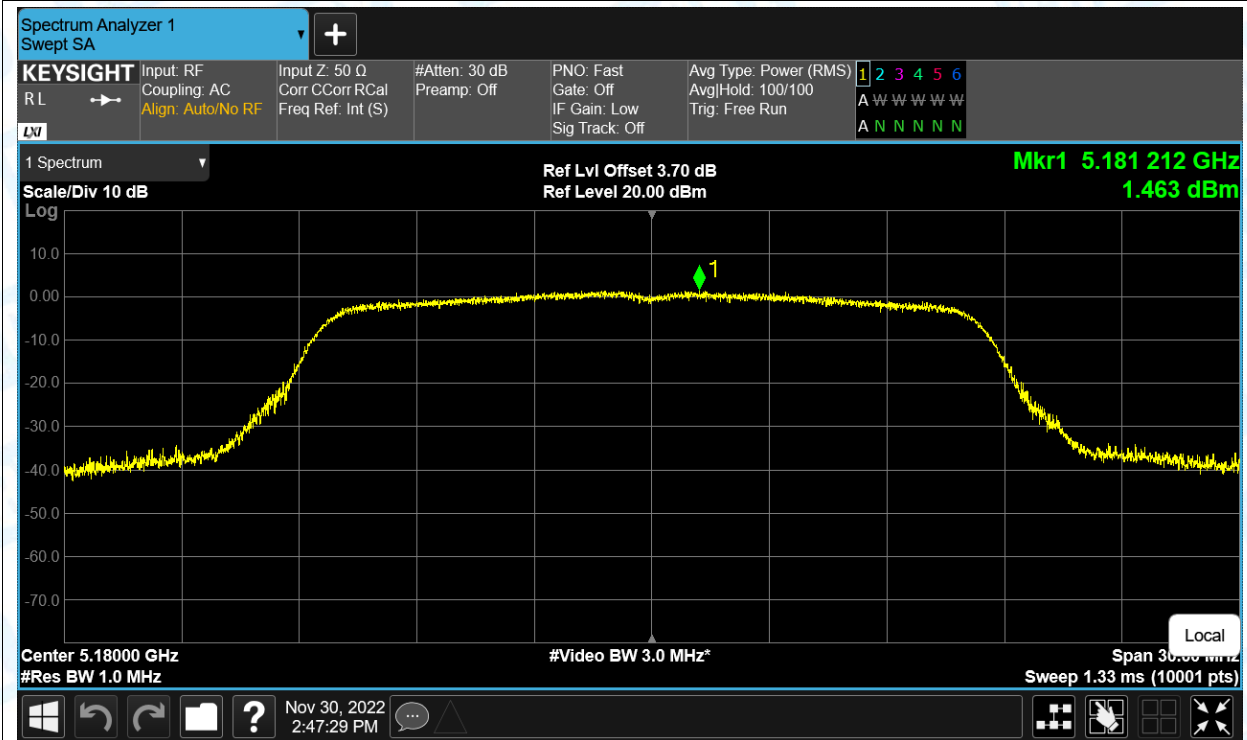 Spectrum Analyzer 1
Swept SA
KEYSIGHT
R L
LXI
Input: RF
Coupling: AC
Align: Auto/No RF
Input Z: 50 Ω
Corr CCorr RCal
Freq Ref: Int (S)
#Atten: 30 dB
Preamp: Off
PNO: Fast
Gate: Off
IF Gain: Low
Sig Track: Off
Avg Type: Power (RMS)
Avg|Hold: 100/100
Trig: Free Run
1 2 3 4 5 6
A W W W W W
A N N N N N
1 Spectrum
Scale/Div 10 dB
Log
Ref Lvl Offset 3.70 dB
Ref Level 20.00 dBm
Mkr1 5.181 212 GHz
1.463 dBm
10.0
0.00
-10.0
-20.0
-30.0
-40.0
-50.0
-60.0
-70.0
1
Local
Center 5.18000 GHz
#Res BW 1.0 MHz
#Video BW 3.0 MHz*
Span 30.00 MHz
Sweep 1.33 ms (10001 pts)
?
Nov 30, 2022
2:47:29 PM